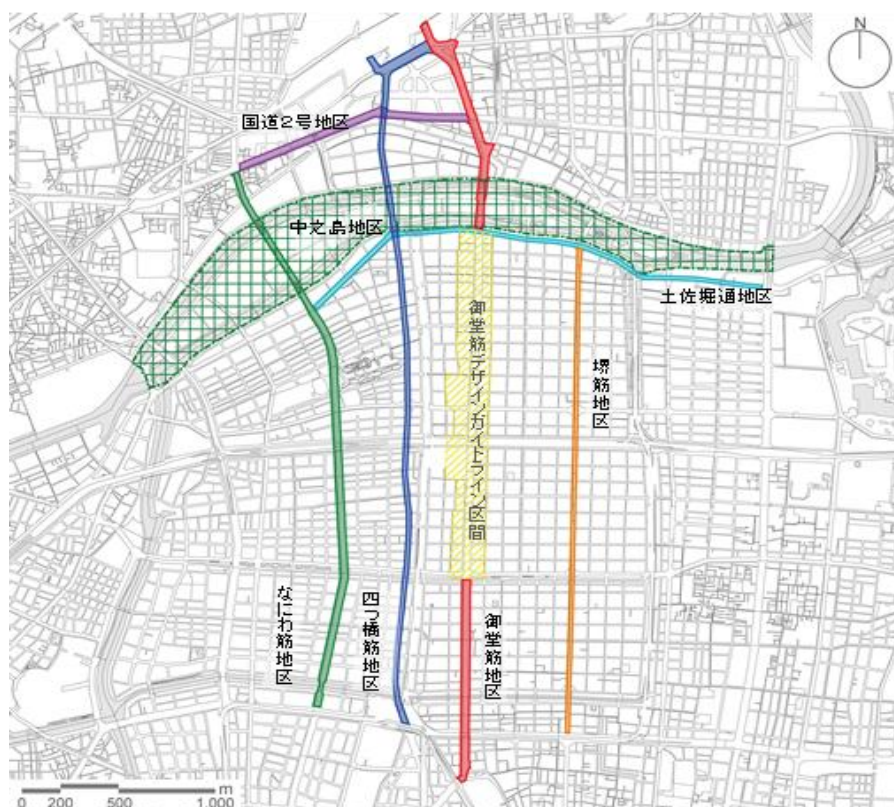 N
国道2号地区
中之島地区
土佐堀通地区
御堂筋デザインガイドライン区間
堺筋地区
なにわ筋地区
四つ橋筋地区
御堂筋地区
m
0 200 500 1,000